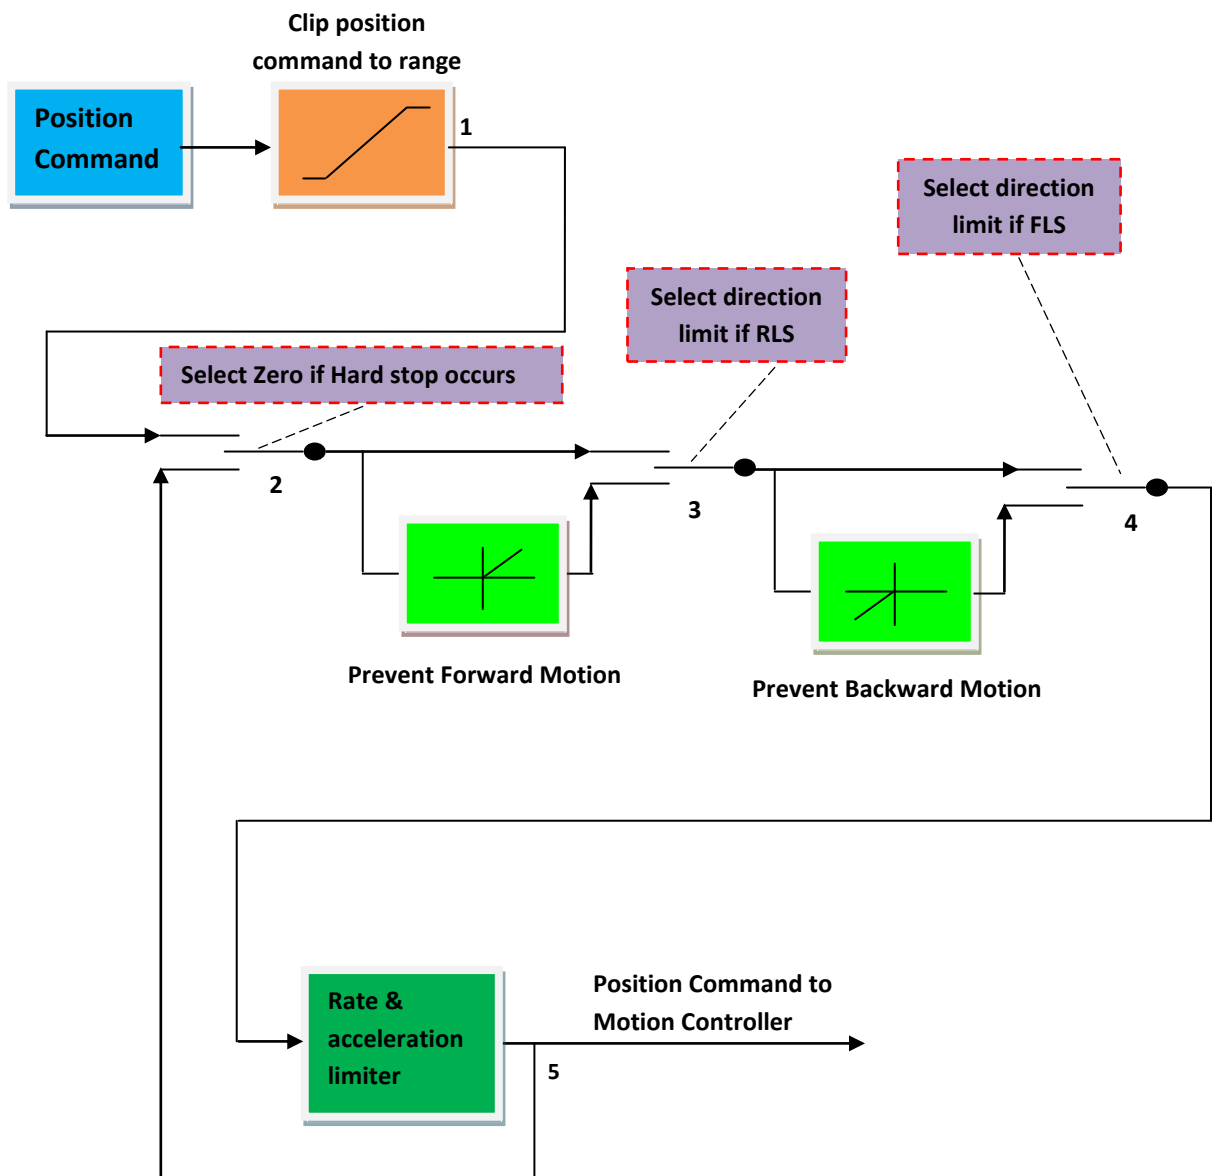 Clip position
command to range
Position
Command
1
Select direction
limit if FLS
Select direction
limit if RLS
Select Zero if Hard stop occurs
2
3
4
Prevent Forward Motion
Prevent Backward Motion
Rate &
acceleration
limiter
Position Command to
Motion Controller
5